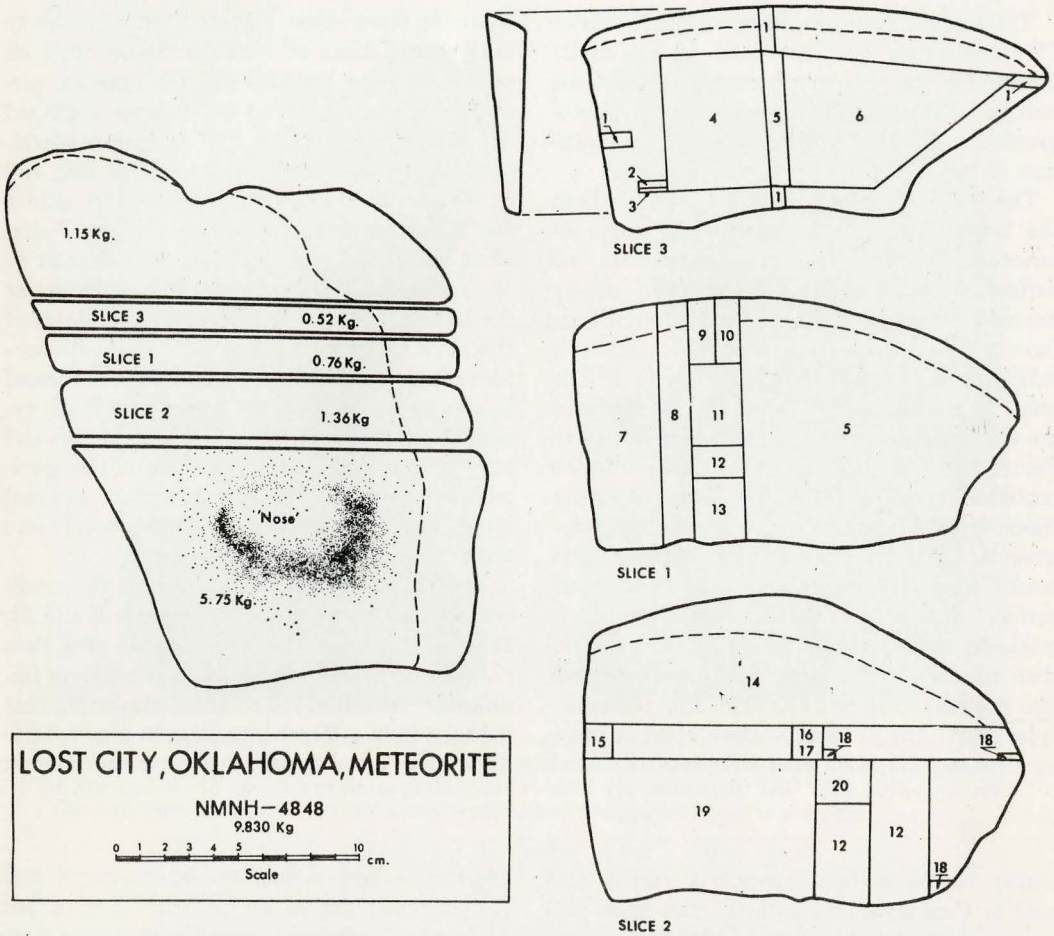 1.15 Kg.
SLICE 3 0.52 Kg.
SLICE 1 0.76 Kg.
SLICE 2 1.36 Kg
'Nose'
5.75 Kg.
LOST CITY, OKLAHOMA, METEORITE
NMNH-4848
9.830 Kg
0 1 2 3 4 5 10 cm.
Scale
1
1
1
4 5 6
2
3
1
SLICE 3
9 10
7 8 11 5
12
13
SLICE 1
14
15 16 18 18
17
19 20
12 12
18
SLICE 2